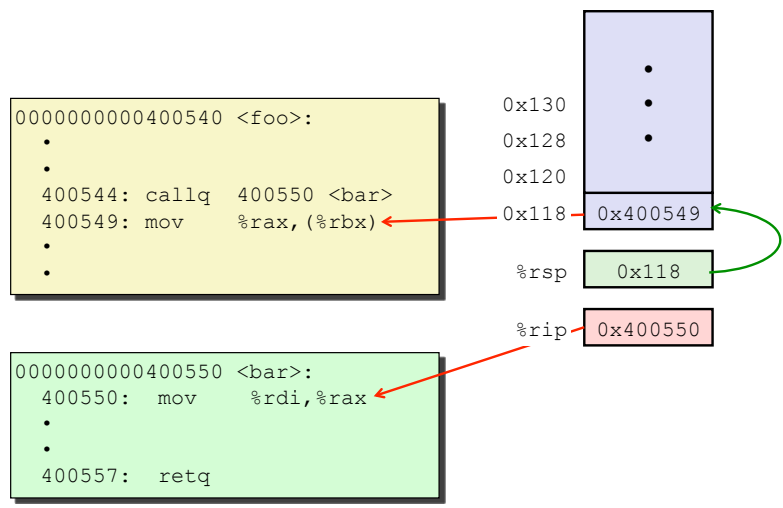 0000000000400540 <foo>:
•
•
400544: callq 400550 <bar>
400549: mov %rax,(%rbx)
•
•
0000000000400550 <bar>:
400550: mov %rdi,%rax
•
•
400557: retq
•
0x130 •
0x128 •
0x120
0x118 0x400549
%rsp 0x118
%rip 0x400550